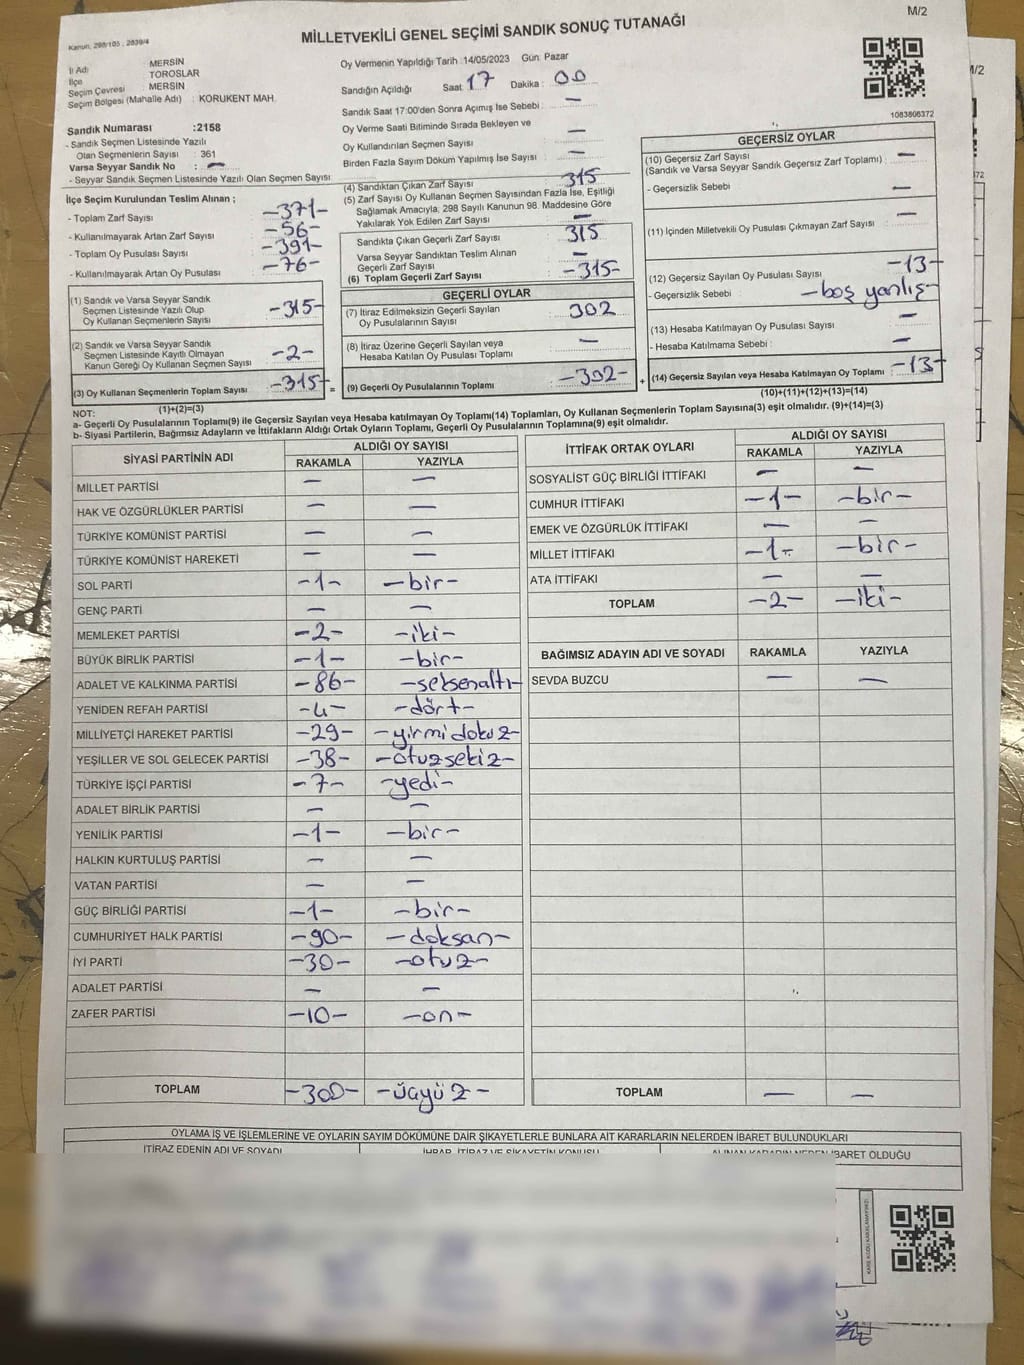 M/2
Kanun, 298/105 , 2839/4
MİLLETVEKİLİ GENEL SEÇİMİ SANDIK SONUÇ TUTANAĞI
İl Adı : MERSİN
İlçe : TOROSLAR
Seçim Çevresi : MERSİN
Seçim Bölgesi (Mahalle Adı) : KORUKENT MAH.
Sandık Numarası :2158
- Sandık Seçmen Listesinde Yazılı
Olan Seçmenlerin Sayısı : 361
Varsa Seyyar Sandık No : —
- Seyyar Sandık Seçmen Listesinde Yazılı Olan Seçmen Sayısı:
Oy Vermenin Yapıldığı Tarih :14/05/2023 Gün: Pazar
Sandığın Açıldığı Saat : 17 Dakika : 00
Sandık Saat 17:00'den Sonra Açımış İse Sebebi : —
Oy Verme Saati Bitiminde Sırada Bekleyen ve
Oy Kullandırılan Seçmen Sayısı —
Birden Fazla Sayım Döküm Yapılmış İse Sayısı : —
1083806372
İlçe Seçim Kurulundan Teslim Alınan ;
- Toplam Zarf Sayısı -371-
- Kullanılmayarak Artan Zarf Sayısı -56-
- Toplam Oy Pusulası Sayısı -391-
- Kullanılmayarak Artan Oy Pusulası -76-
(1) Sandık ve Varsa Seyyar Sandık
Seçmen Listesinde Yazılı Olup
Oy Kullanan Seçmenlerin Sayısı -315-
(2) Sandık ve Varsa Seyyar Sandık
Seçmen Listesinde Kayıtlı Olmayan
Kanun Gereği Oy Kullanan Seçmen Sayısı -2-
(3) Oy Kullanan Seçmenlerin Toplam Sayısı -315- =
(1)+(2)=(3)
(4) Sandıktan Çıkan Zarf Sayısı 315
(5) Zarf Sayısı Oy Kullanan Seçmen Sayısından Fazla İse, Eşitliği
Sağlamak Amacıyla, 298 Sayılı Kanunun 98. Maddesine Göre
Yakılarak Yok Edilen Zarf Sayısı : —
Sandıkta Çıkan Geçerli Zarf Sayısı 315
Varsa Seyyar Sandıktan Teslim Alınan
Geçerli Zarf Sayısı —
(6) Toplam Geçerli Zarf Sayısı -315-
GEÇERLİ OYLAR
(7) İtiraz Edilmeksizin Geçerli Sayılan
Oy Pusulalarının Sayısı 302
(8) İtiraz Üzerine Geçerli Sayılan veya
Hesaba Katılan Oy Pusulası Toplamı —
(9) Geçerli Oy Pusulalarının Toplamı -302- +
GEÇERSİZ OYLAR
(10) Geçersiz Zarf Sayısı
(Sandık ve Varsa Seyyar Sandık Geçersiz Zarf Toplamı) : —
- Geçersizlik Sebebi —
(11) İçinden Milletvekili Oy Pusulası Çıkmayan Zarf Sayısı —
(12) Geçersiz Sayılan Oy Pusulası Sayısı -13-
- Geçersizlik Sebebi : -boş yanlış-
(13) Hesaba Katılmayan Oy Pusulası Sayısı —
- Hesaba Katılmama Sebebi : —
(14) Geçersiz Sayılan veya Hesaba Katılmayan Oy Toplamı -13-
(10)+(11)+(12)+(13)=(14)
NOT:
a- Geçerli Oy Pusulalarının Toplamı(9) ile Geçersiz Sayılan veya Hesaba katılmayan Oy Toplamı(14) Toplamları, Oy Kullanan Seçmenlerin Toplam Sayısına(3) eşit olmalıdır. (9)+(14)=(3)
b- Siyasi Partilerin, Bağımsız Adayların ve İttifakların Aldığı Ortak Oyların Toplamı, Geçerli Oy Pusulalarının Toplamına(9) eşit olmalıdır.
SİYASİ PARTİNİN ADI ALDIĞI OY SAYISI
RAKAMLA YAZIYLA
MİLLET PARTİSİ — —
HAK VE ÖZGÜRLÜKLER PARTİSİ — —
TÜRKİYE KOMÜNİST PARTİSİ — —
TÜRKİYE KOMÜNİST HAREKETİ — —
SOL PARTİ -1- -bir-
GENÇ PARTİ — —
MEMLEKET PARTİSİ -2- -iki-
BÜYÜK BİRLİK PARTİSİ -1- -bir-
ADALET VE KALKINMA PARTİSİ -86- -seksenaltı-
YENİDEN REFAH PARTİSİ -4- -dört-
MİLLİYETÇİ HAREKET PARTİSİ -29- -yirmidokuz-
YEŞİLLER VE SOL GELECEK PARTİSİ -38- -otuzsekiz-
TÜRKİYE İŞÇİ PARTİSİ -7- -yedi-
ADALET BİRLİK PARTİSİ — —
YENİLİK PARTİSİ -1- -bir-
HALKIN KURTULUŞ PARTİSİ — —
VATAN PARTİSİ — —
GÜÇ BİRLİĞİ PARTİSİ -1- -bir-
CUMHURİYET HALK PARTİSİ -90- -doksan-
İYİ PARTİ -30- -otuz-
ADALET PARTİSİ — —
ZAFER PARTİSİ -10- -on-
TOPLAM -300- -üçyüz-
İTTİFAK ORTAK OYLARI ALDIĞI OY SAYISI
RAKAMLA YAZIYLA
SOSYALİST GÜÇ BİRLİĞİ İTTİFAKI — —
CUMHUR İTTİFAKI -1- -bir-
EMEK VE ÖZGÜRLÜK İTTİFAKI — —
MİLLET İTTİFAKI -1- -bir-
ATA İTTİFAKI — —
TOPLAM -2- -iki-
BAĞIMSIZ ADAYIN ADI VE SOYADI RAKAMLA YAZIYLA
SEVDA BUZCU — —
TOPLAM — —
OYLAMA İŞ VE İŞLEMLERİNE VE OYLARIN SAYIM DÖKÜMÜNE DAİR ŞİKAYETLERLE BUNLARA AİT KARARLARIN NELERDEN İBARET BULUNDUKLARI
İTİRAZ EDENİN ADI VE SOYADI İHBAR, İTİRAZ VE ŞİKAYETİN KONUSU ALINAN KARARIN NEDEN İBARET OLDUĞU